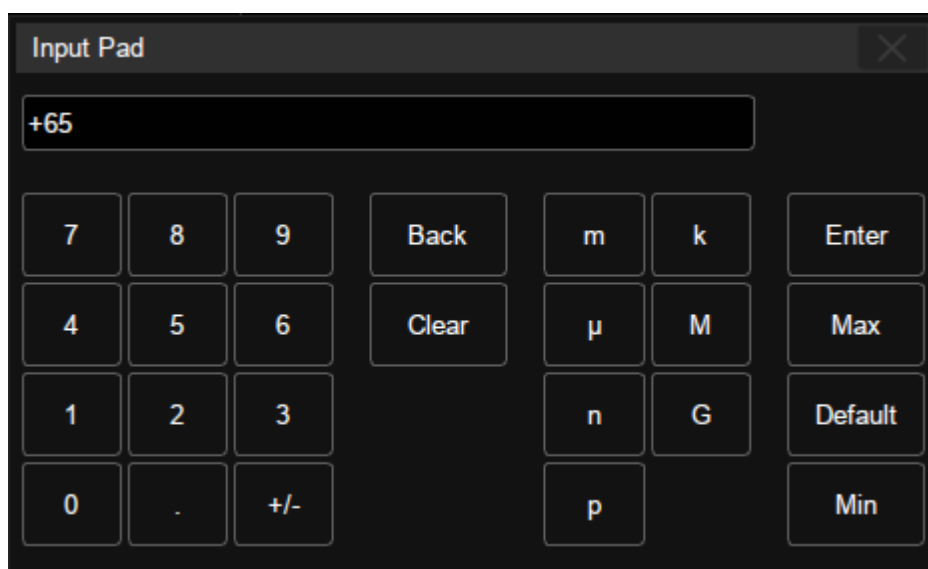 Input Pad
+65
7 8 9 Back m k Enter
4 5 6 Clear µ M Max
1 2 3 n G Default
0 . +/- p Min